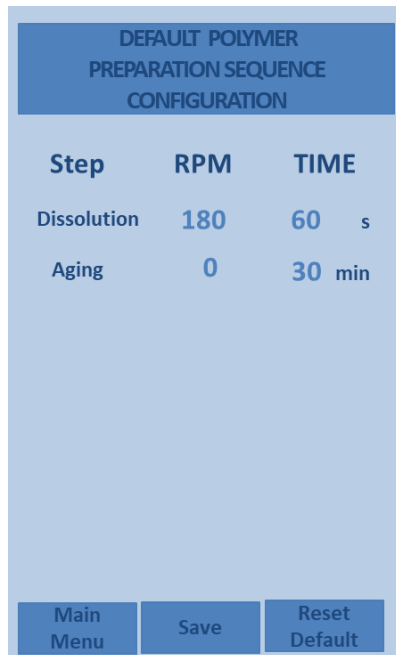 DEFAULT POLYMER
PREPARATION SEQUENCE
CONFIGURATION
Step RPM TIME
Dissolution 180 60 s
Aging 0 30 min
Main Menu
Save
Reset Default